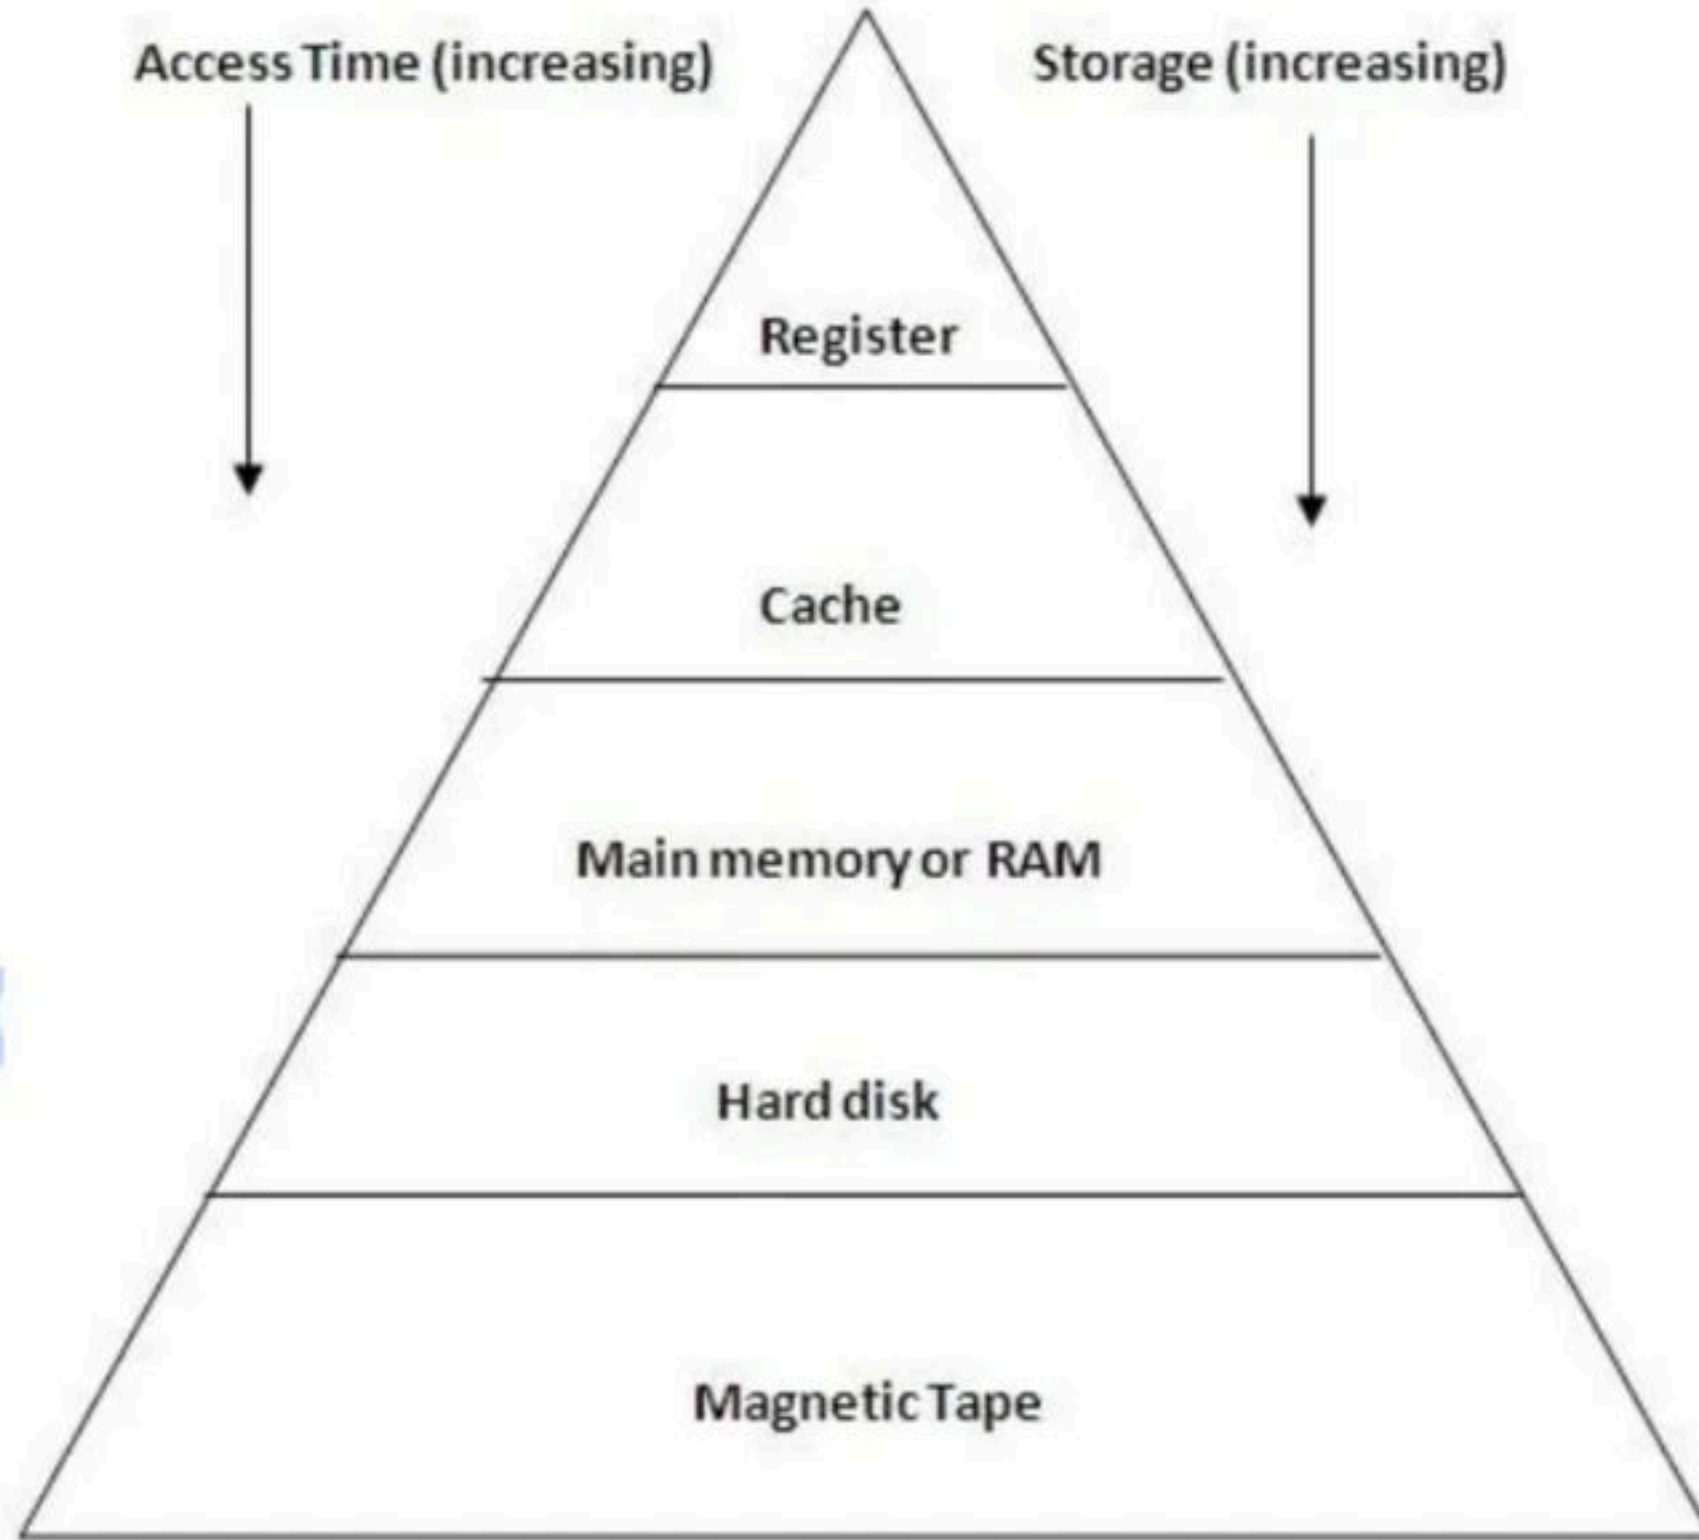 Access Time (increasing)
Storage (increasing)
Register
Cache
Main memory or RAM
Hard disk
Magnetic Tape